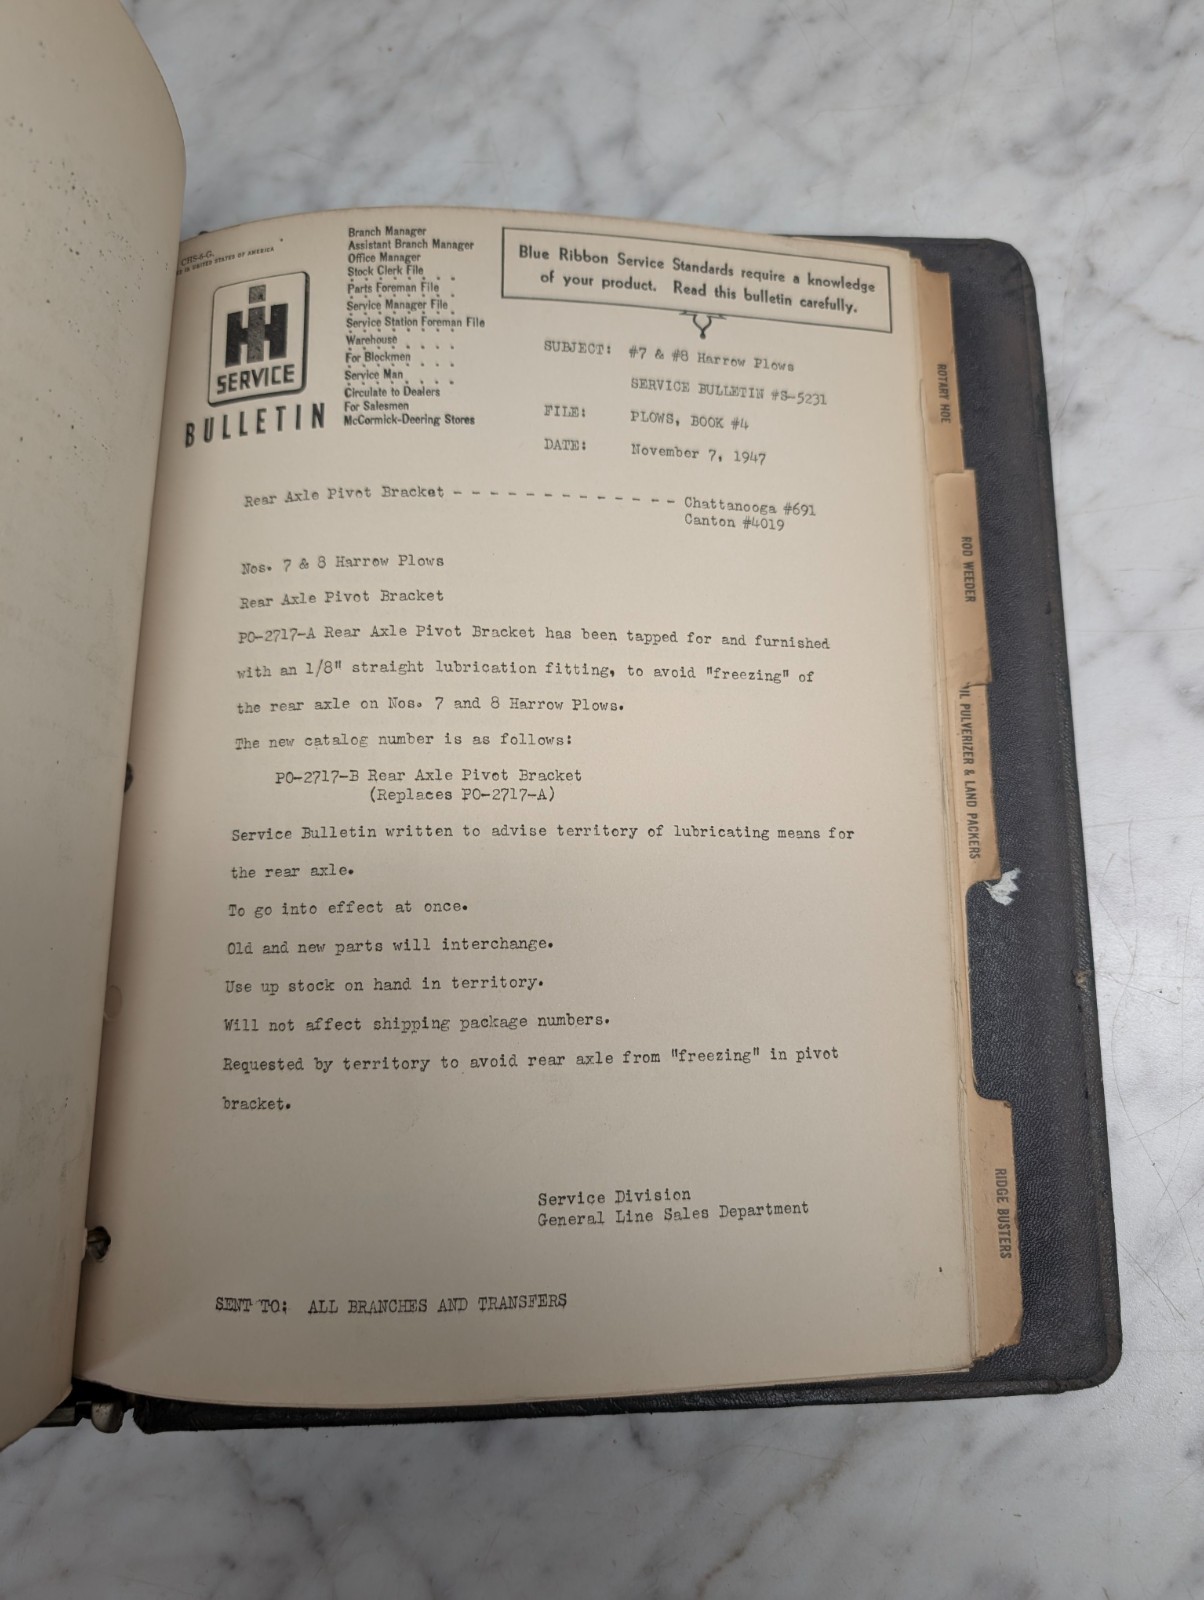 CHS-6-G.
IN UNITED STATES OF AMERICA
IH
SERVICE
BULLETIN
Branch Manager
Assistant Branch Manager
Office Manager
Stock Clerk File
Parts Foreman File
Service Manager File
Service Station Foreman File
Warehouse
For Blockmen
Service Man
Circulate to Dealers
For Salesmen
McCormick-Deering Stores
Blue Ribbon Service Standards require a knowledge
of your product. Read this bulletin carefully.
SUBJECT: #7 & #8 Harrow Plows
SERVICE BULLETIN #S-5231
FILE: PLOWS, BOOK #4
DATE: November 7, 1947
Rear Axle Pivot Bracket - - - - - - - - - - - - - Chattanooga #691
Canton #4019
Nos. 7 & 8 Harrow Plows
Rear Axle Pivot Bracket
PO-2717-A Rear Axle Pivot Bracket has been tapped for and furnished
with an 1/8" straight lubrication fitting, to avoid "freezing" of
the rear axle on Nos. 7 and 8 Harrow Plows.
The new catalog number is as follows:
PO-2717-B Rear Axle Pivot Bracket
(Replaces PO-2717-A)
Service Bulletin written to advise territory of lubricating means for
the rear axle.
To go into effect at once.
Old and new parts will interchange.
Use up stock on hand in territory.
Will not affect shipping package numbers.
Requested by territory to avoid rear axle from "freezing" in pivot
bracket.
Service Division
General Line Sales Department
SENT TO: ALL BRANCHES AND TRANSFERS
ROTARY HOE
ROD WEEDER
PULVERIZER & LAND PACKERS
RIDGE BUSTERS